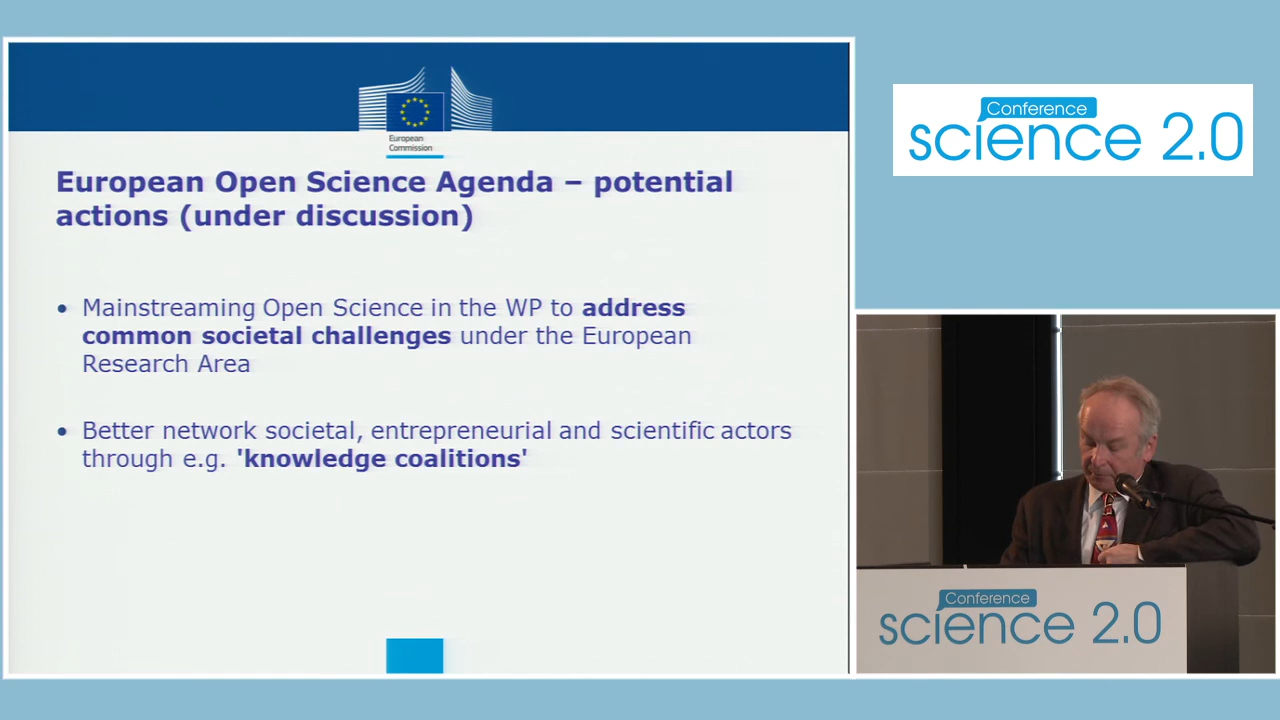 European
Commission
European Open Science Agenda – potential
actions (under discussion)
• Mainstreaming Open Science in the WP to address
common societal challenges under the European
Research Area
• Better network societal, entrepreneurial and scientific actors
through e.g. 'knowledge coalitions'
Conference
science 2.0
Conference
science 2.0